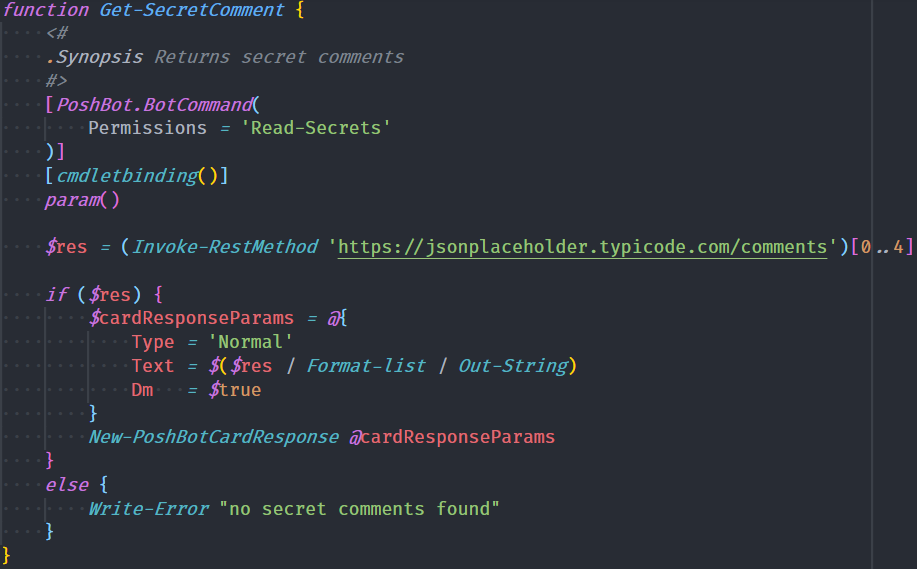 function Get-SecretComment {
    <#
    .Synopsis Returns secret comments
    #>
    [PoshBot.BotCommand(
        Permissions = 'Read-Secrets'
    )]
    [cmdletbinding()]
    param()

    $res = (Invoke-RestMethod 'https://jsonplaceholder.typicode.com/comments')[0..4]

    if ($res) {
        $cardResponseParams = @{
            Type = 'Normal'
            Text = $($res | Format-list | Out-String)
            Dm   = $true
        }
        New-PoshBotCardResponse @cardResponseParams
    }
    else {
        Write-Error "no secret comments found"
    }
}